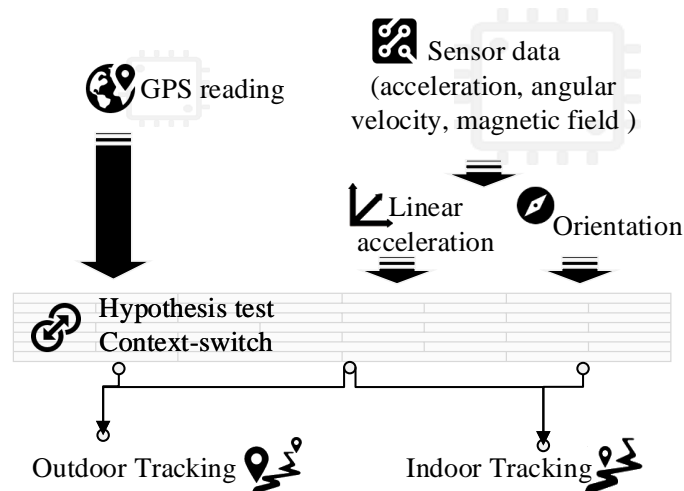 GPS reading
Sensor data
(acceleration, angular
velocity, magnetic field )
Linear
acceleration
Orientation
Hypothesis test
Context-switch
Outdoor Tracking
Indoor Tracking